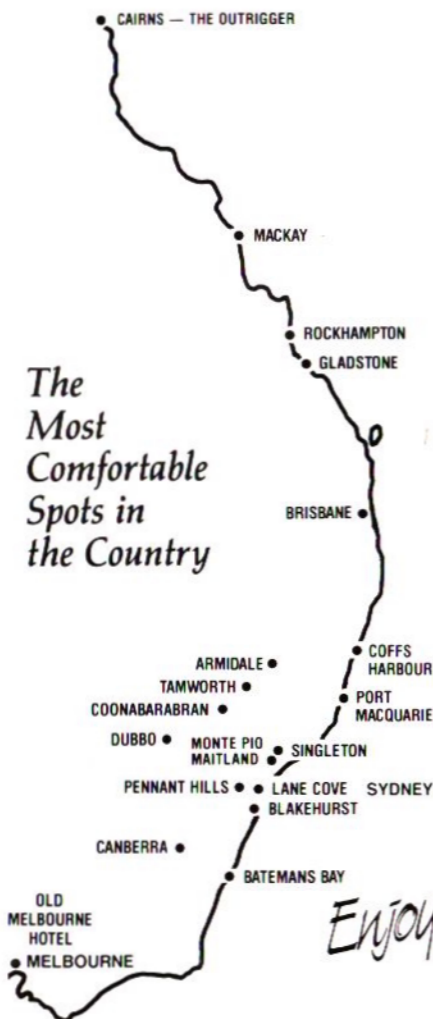 CAIRNS — THE OUTRIGGER
MACKAY
ROCKHAMPTON
GLADSTONE
The
Most
Comfortable
Spots in
the Country
BRISBANE
COFFS
HARBOUR
ARMIDALE
TAMWORTH
PORT
MACQUARIE
COONABARABRAN
DUBBO
MONTE PIO
MAITLAND
SINGLETON
PENNANT HILLS
LANE COVE SYDNEY
BLAKEHURST
CANBERRA
BATEMANS BAY
OLD
MELBOURNE
HOTEL
MELBOURNE
Enjoy